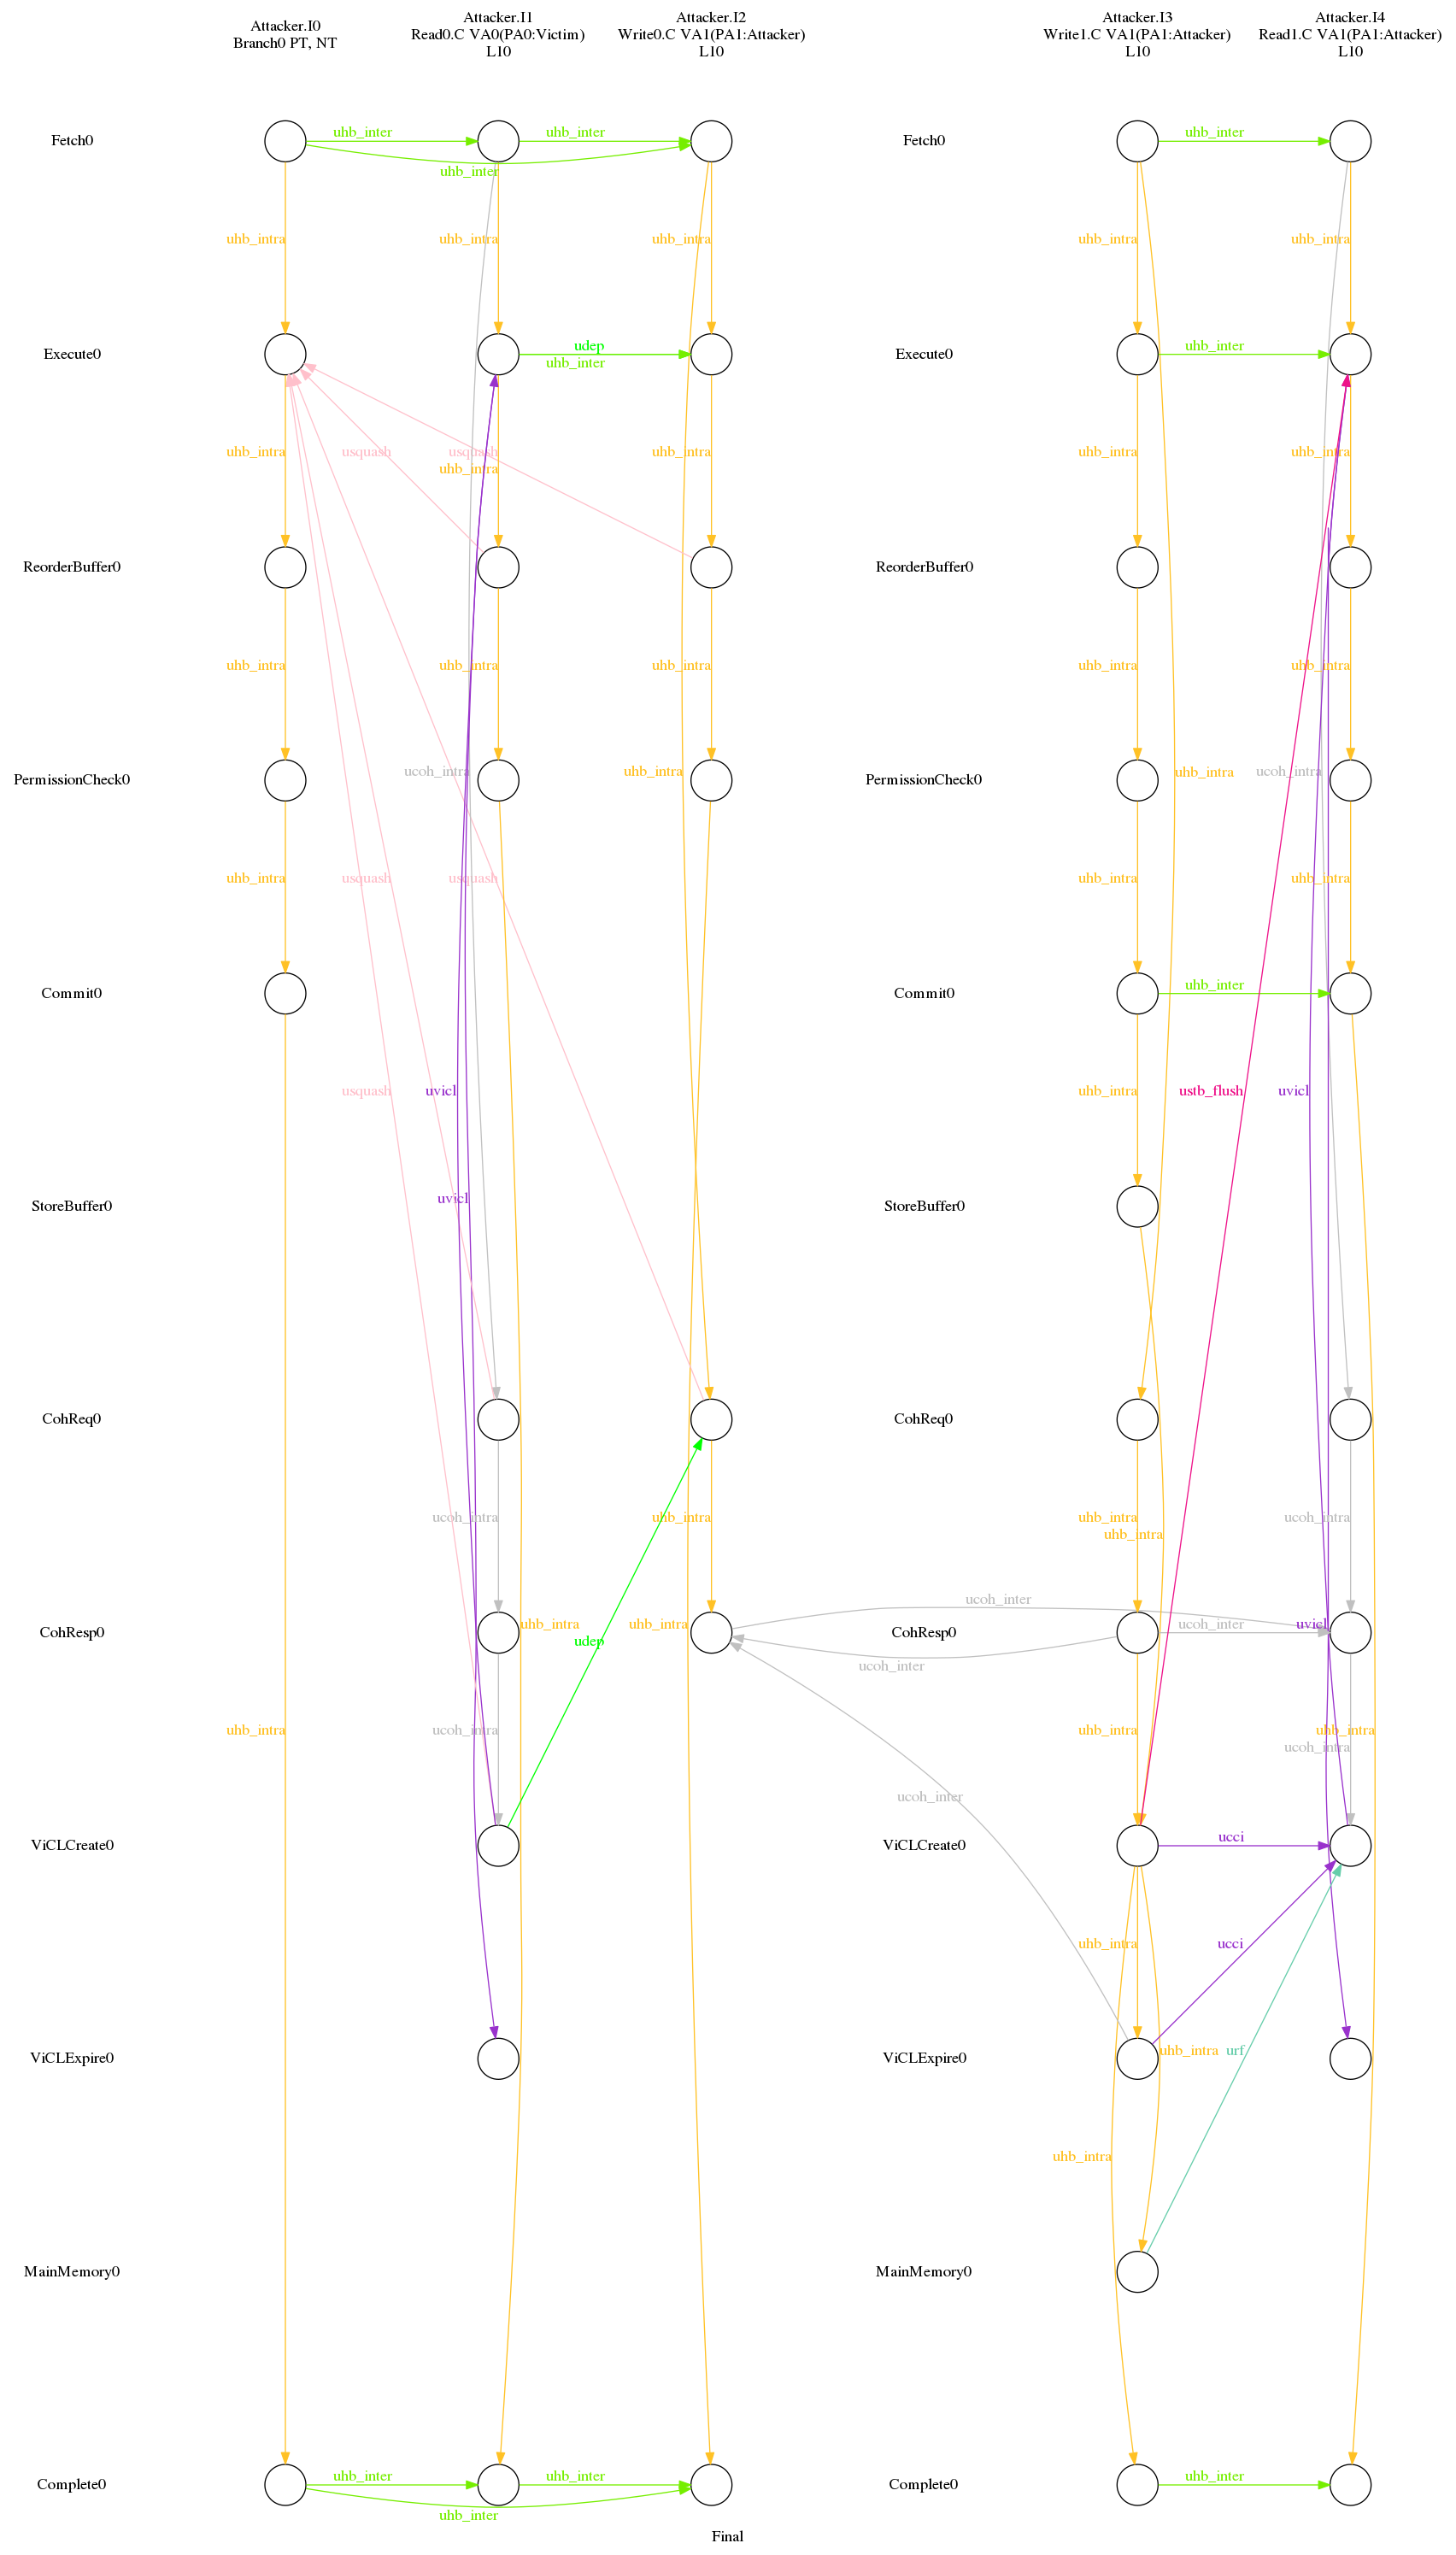 Attacker.I0
Branch0 PT, NT
Attacker.I1
Read0.C VA0(PA0:Victim)
L10
Attacker.I2
Write0.C VA1(PA1:Attacker)
L10
Attacker.I3
Write1.C VA1(PA1:Attacker)
L10
Attacker.I4
Read1.C VA1(PA1:Attacker)
L10
Fetch0
uhb_inter
uhb_inter
uhb_inter
Fetch0
uhb_inter
uhb_intra
uhb_intra
uhb_intra
uhb_intra
uhb_intra
Execute0
udep
uhb_inter
Execute0
uhb_inter
uhb_intra
usquash
usquash
uhb_intra
uhb_intra
uhb_intra
uhb_intra
ReorderBuffer0
ReorderBuffer0
uhb_intra
uhb_intra
uhb_intra
uhb_intra
uhb_intra
PermissionCheck0
ucoh_intra
uhb_intra
PermissionCheck0
uhb_intra
ucoh_intra
uhb_intra
usquash
usquash
uhb_intra
uhb_intra
Commit0
Commit0
uhb_inter
usquash
uvicl
uhb_intra
ustb_flush
uvicl
StoreBuffer0
uvicl
StoreBuffer0
CohReq0
CohReq0
ucoh_intra
uhb_intra
uhb_intra
uhb_intra
ucoh_intra
CohResp0
uhb_intra
udep
uhb_intra
ucoh_inter
ucoh_inter
CohResp0
ucoh_inter
uvicl
uhb_intra
ucoh_intra
uhb_intra
uhb_intra
ucoh_intra
ucoh_inter
ViCLCreate0
ViCLCreate0
ucci
uhb_intra
ucci
ViCLExpire0
ViCLExpire0
uhb_intra
urf
uhb_intra
MainMemory0
MainMemory0
Complete0
uhb_inter
uhb_inter
uhb_inter
Complete0
uhb_inter
Final